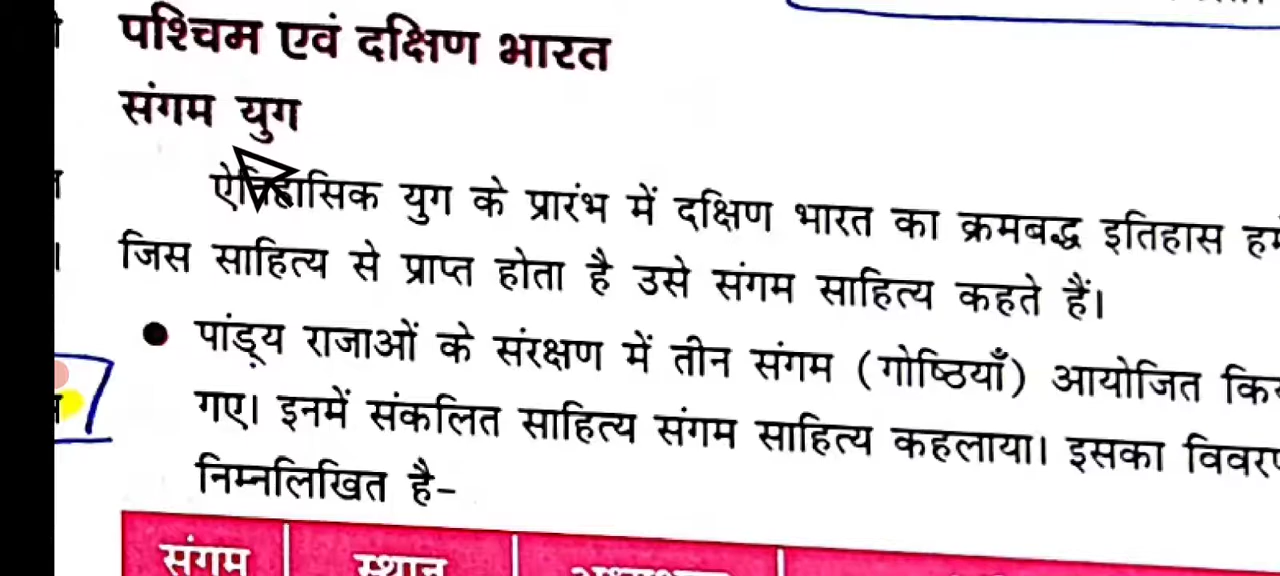 पश्चिम एवं दक्षिण भारत
संगम युग
ऐतिहासिक युग के प्रारंभ में दक्षिण भारत का क्रमबद्ध इतिहास
जिस साहित्य से प्राप्त होता है उसे संगम साहित्य कहते हैं।
● पांड्य राजाओं के संरक्षण में तीन संगम (गोष्ठियाँ) आयोजित
गए। इनमें संकलित साहित्य संगम साहित्य कहलाया। इसका
निम्नलिखित है-
संगम स्थान